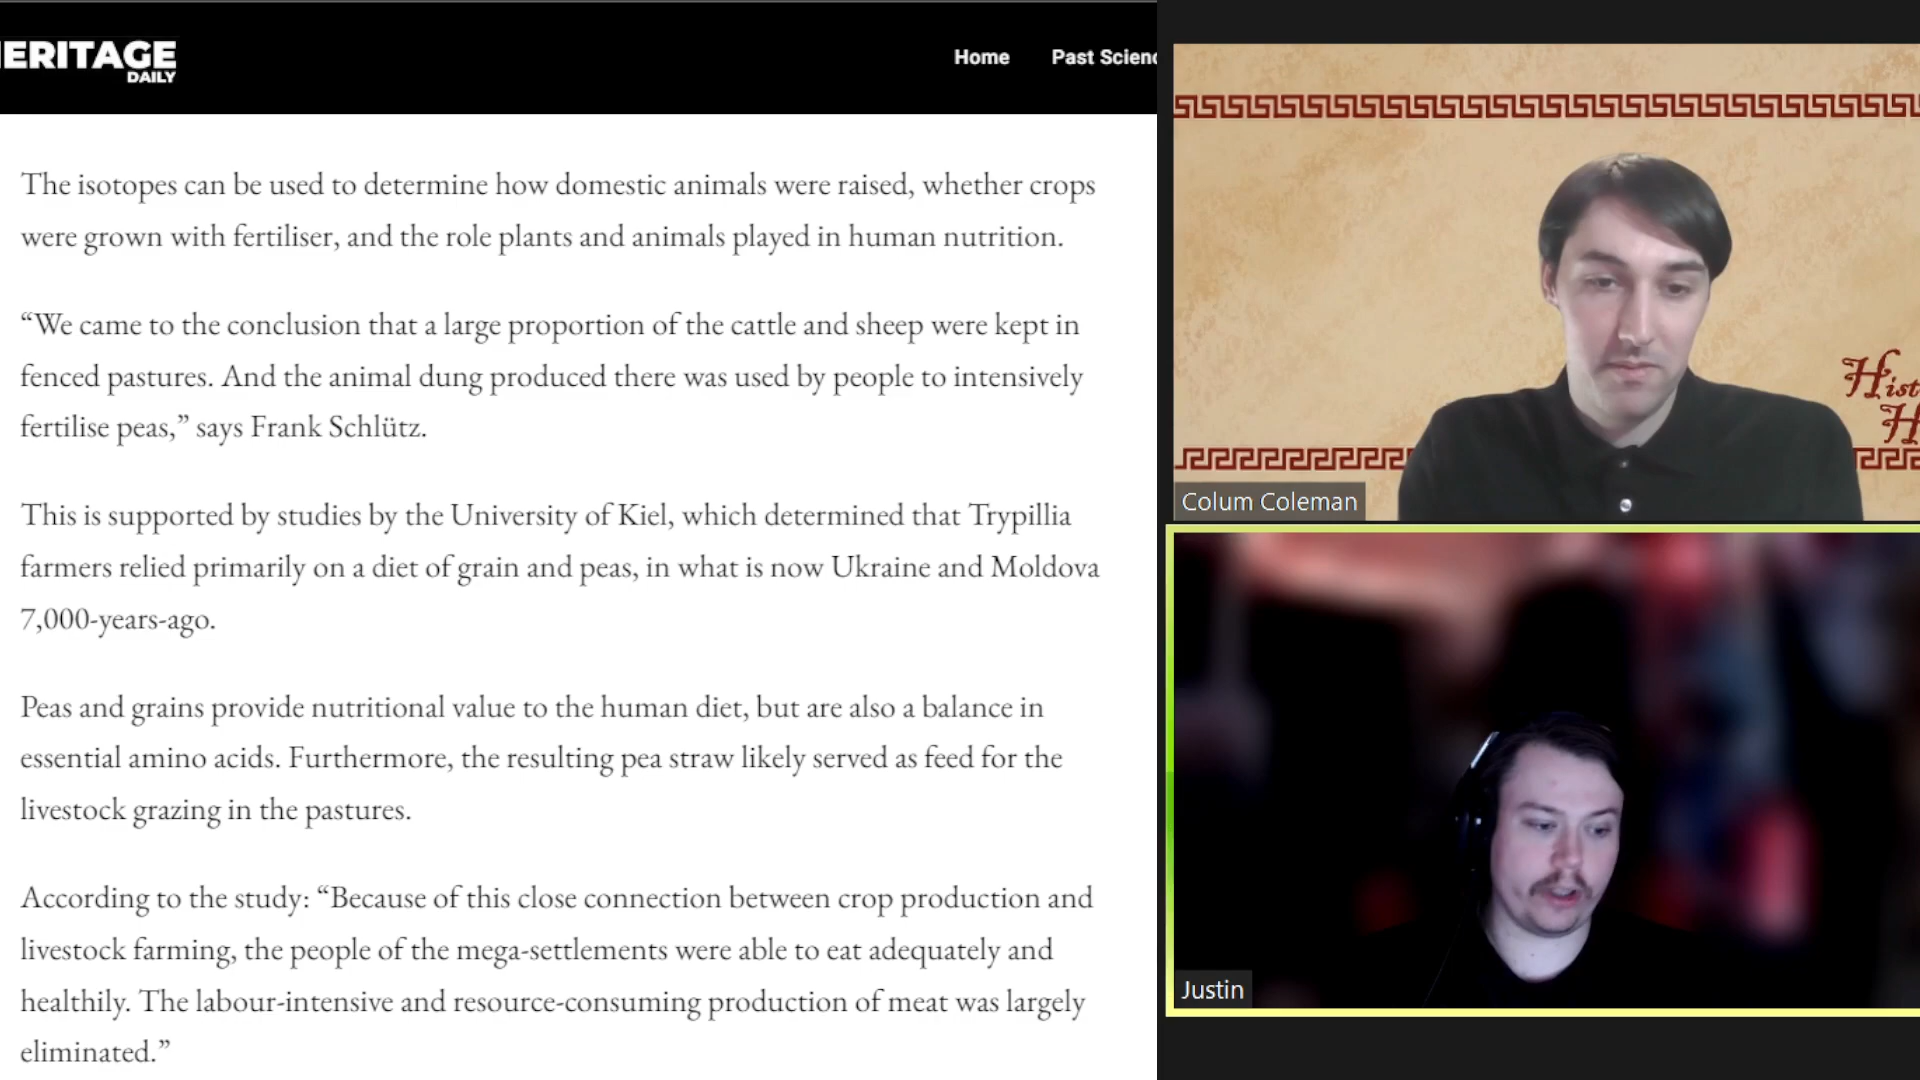 HERITAGE
DAILY
Home
Past Scienc
The isotopes can be used to determine how domestic animals were raised, whether crops
were grown with fertiliser, and the role plants and animals played in human nutrition.
“We came to the conclusion that a large proportion of the cattle and sheep were kept in
fenced pastures. And the animal dung produced there was used by people to intensively
fertilise peas,” says Frank Schlütz.
This is supported by studies by the University of Kiel, which determined that Trypillia
farmers relied primarily on a diet of grain and peas, in what is now Ukraine and Moldova
7,000-years-ago.
Peas and grains provide nutritional value to the human diet, but are also a balance in
essential amino acids. Furthermore, the resulting pea straw likely served as feed for the
livestock grazing in the pastures.
According to the study: “Because of this close connection between crop production and
livestock farming, the people of the mega-settlements were able to eat adequately and
healthily. The labour-intensive and resource-consuming production of meat was largely
eliminated.”
Hist
H
Colum Coleman
Justin